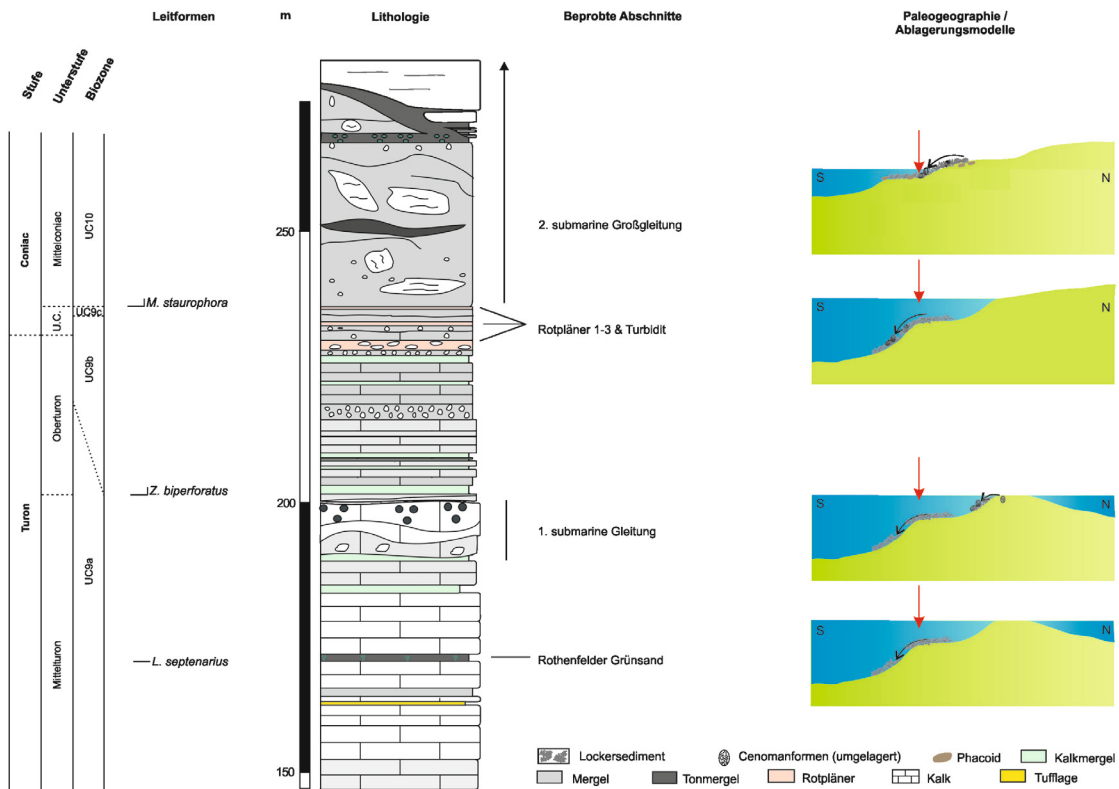 Leitformen
m
Lithologie
Beprobte Abschnitte
Paleogeographie /
Ablagerungsmodelle
Stufe
Unterstufe
Biozone
Coniac
Mittelconiac
UC10
S
N
250
2. submarine Großgleitung
M. staurophora
U.C.
UC9c
Rotpläner 1-3 & Turbidit
S
N
Turon
Oberturon
UC9b
Z. biperforatus
200
1. submarine Gleitung
S
N
Mittelturon
UC9a
L. septenarius
Rothenfelder Grünsand
S
N
150
Lockersediment
Cenomanformen (umgelagert)
Phacoid
Kalkmergel
Mergel
Tonmergel
Rotpläner
Kalk
Tufflage